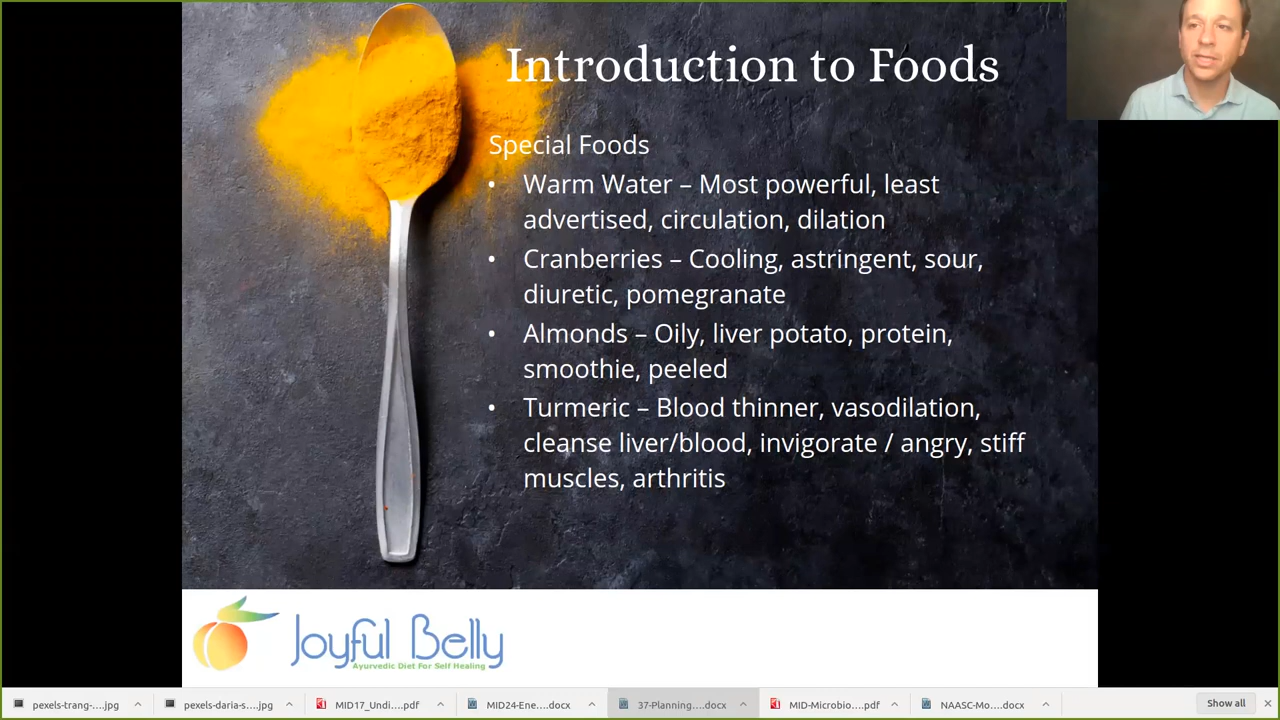 Introduction to Foods
Special Foods
• Warm Water – Most powerful, least
advertised, circulation, dilation
• Cranberries – Cooling, astringent, sour,
diuretic, pomegranate
• Almonds – Oily, liver potato, protein,
smoothie, peeled
• Turmeric – Blood thinner, vasodilation,
cleanse liver/blood, invigorate / angry, stiff
muscles, arthritis
Joyful Belly
Ayurvedic Diet For Self Healing
pexels-trang-....jpg
pexels-daria-s....jpg
MID17_Undi....pdf
MID24-Ene....docx
37-Planning....docx
MID-Microbio....pdf
NAASC-Mo....docx
Show all